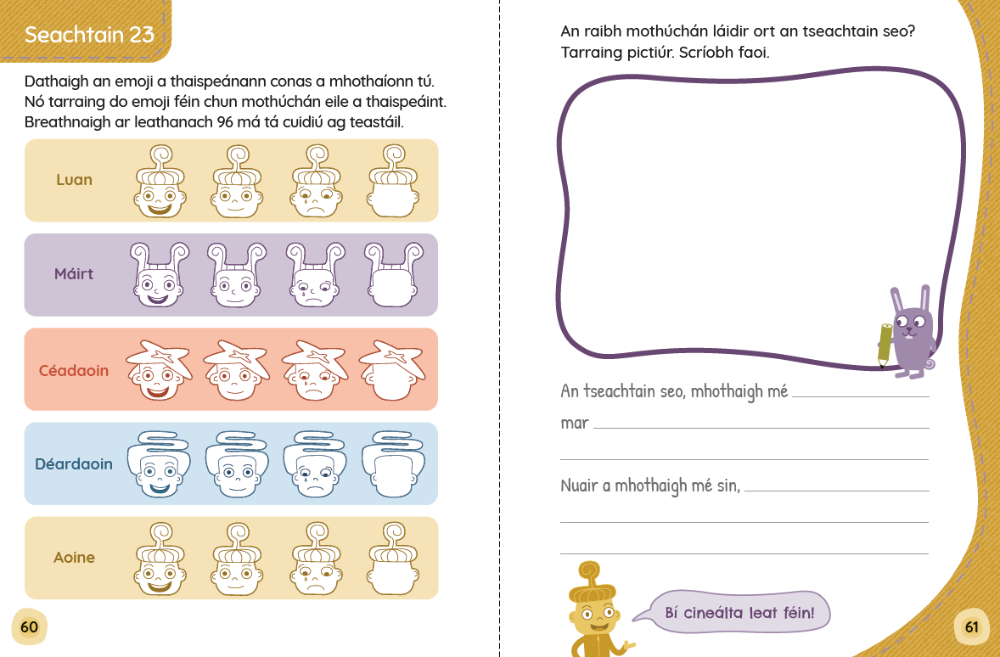 Seachtain 23
Dathaigh an emoji a thaispeánann conas a mhothaíonn tú.
Nó tarraing do emoji féin chun mothúchán eile a thaispeáint.
Breathnaigh ar leathanach 96 má tá cuidiú ag teastáil.
Luan
Máirt
Céadaoin
Déardaoin
Aoine
60
An raibh mothúchán láidir ort an tseachtain seo?
Tarraing pictiúr. Scríobh faoi.
An tseachtain seo, mhothaigh mé
mar
Nuair a mhothaigh mé sin,
Bí cineálta leat féin!
61